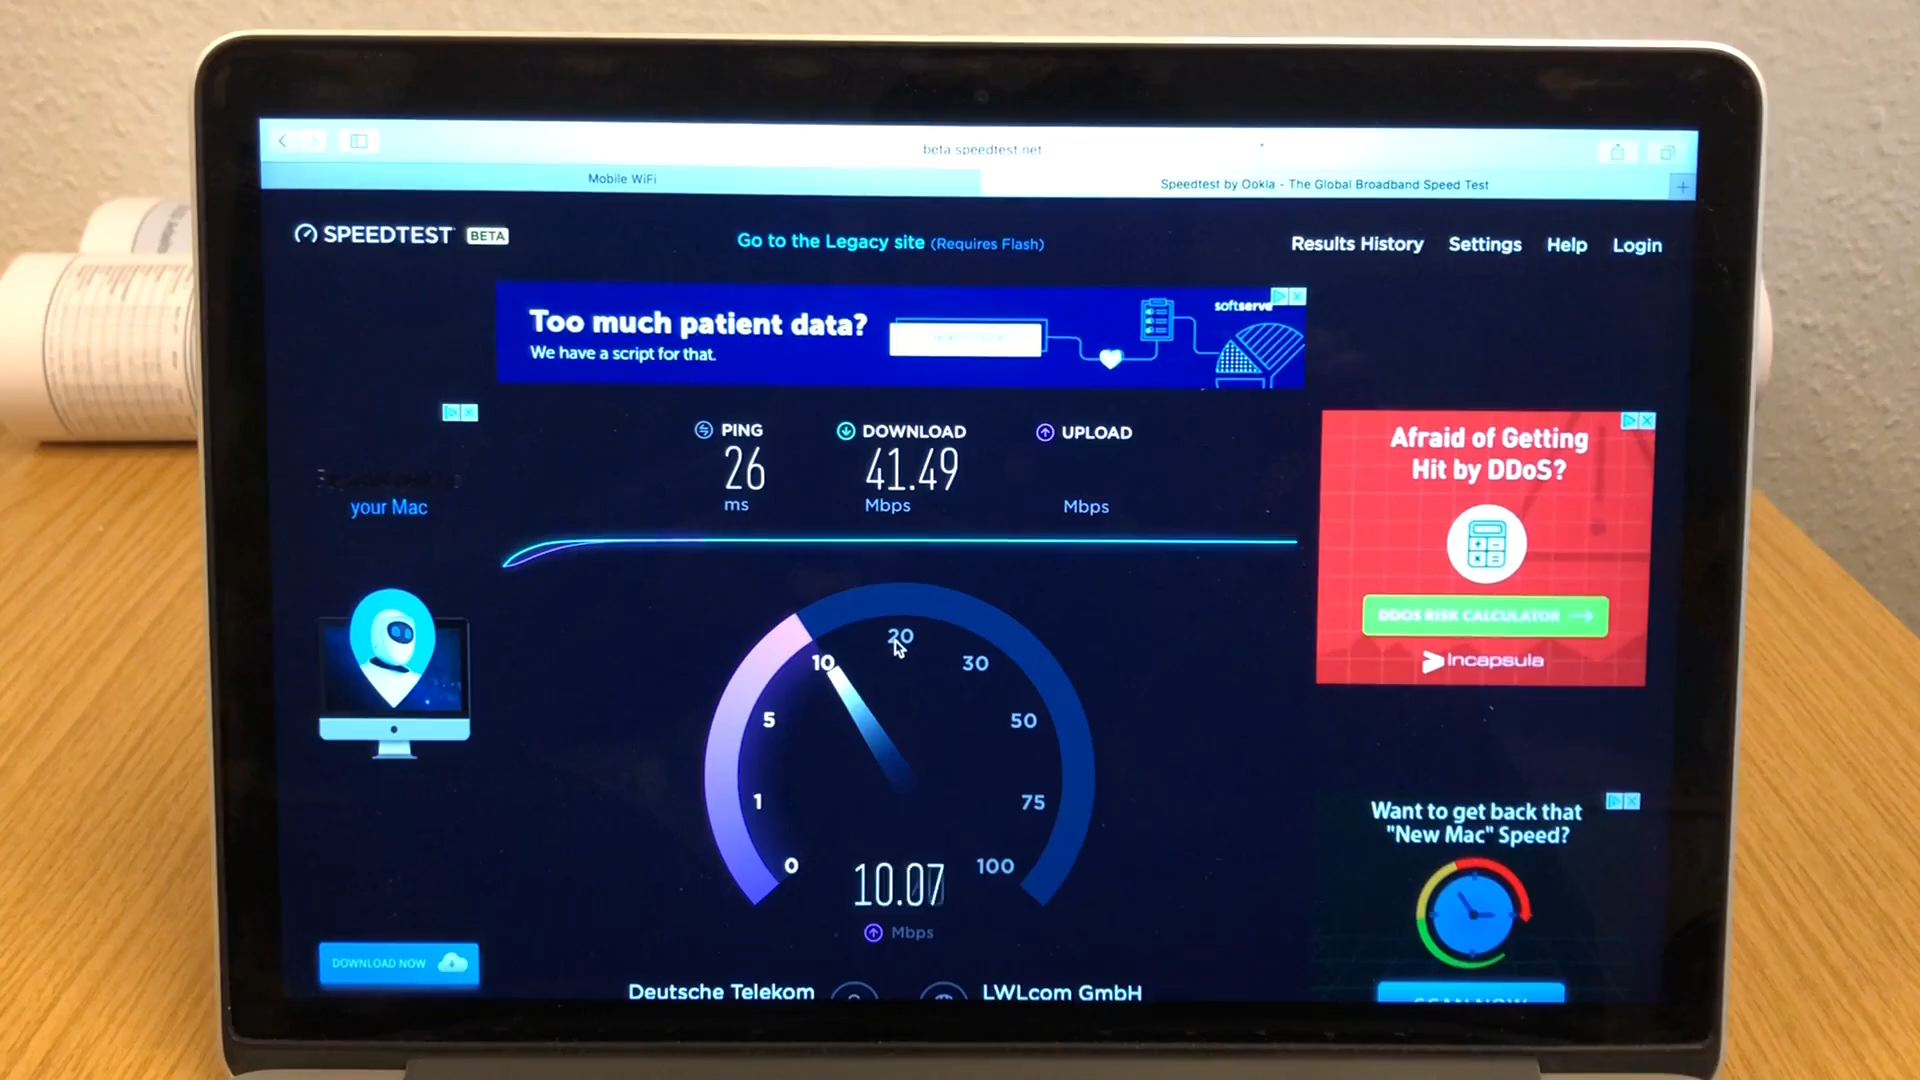 beta.speedtest.net
Mobile WiFi
Speedtest by Ookla - The Global Broadband Speed Test
SPEEDTEST BETA
Go to the Legacy site (Requires Flash)
Results History Settings Help Login
Too much patient data?
We have a script for that.
softserve
PING
26
ms
DOWNLOAD
41.49
Mbps
UPLOAD
Mbps
your Mac
DOWNLOAD NOW
0
1
5
10
20
30
50
75
100
10.07
Mbps
Deutsche Telekom
LWLcom GmbH
Afraid of Getting
Hit by DDoS?
DDOS RISK CALCULATOR
Incapsula
Want to get back that
"New Mac" Speed?
SCAN NOW